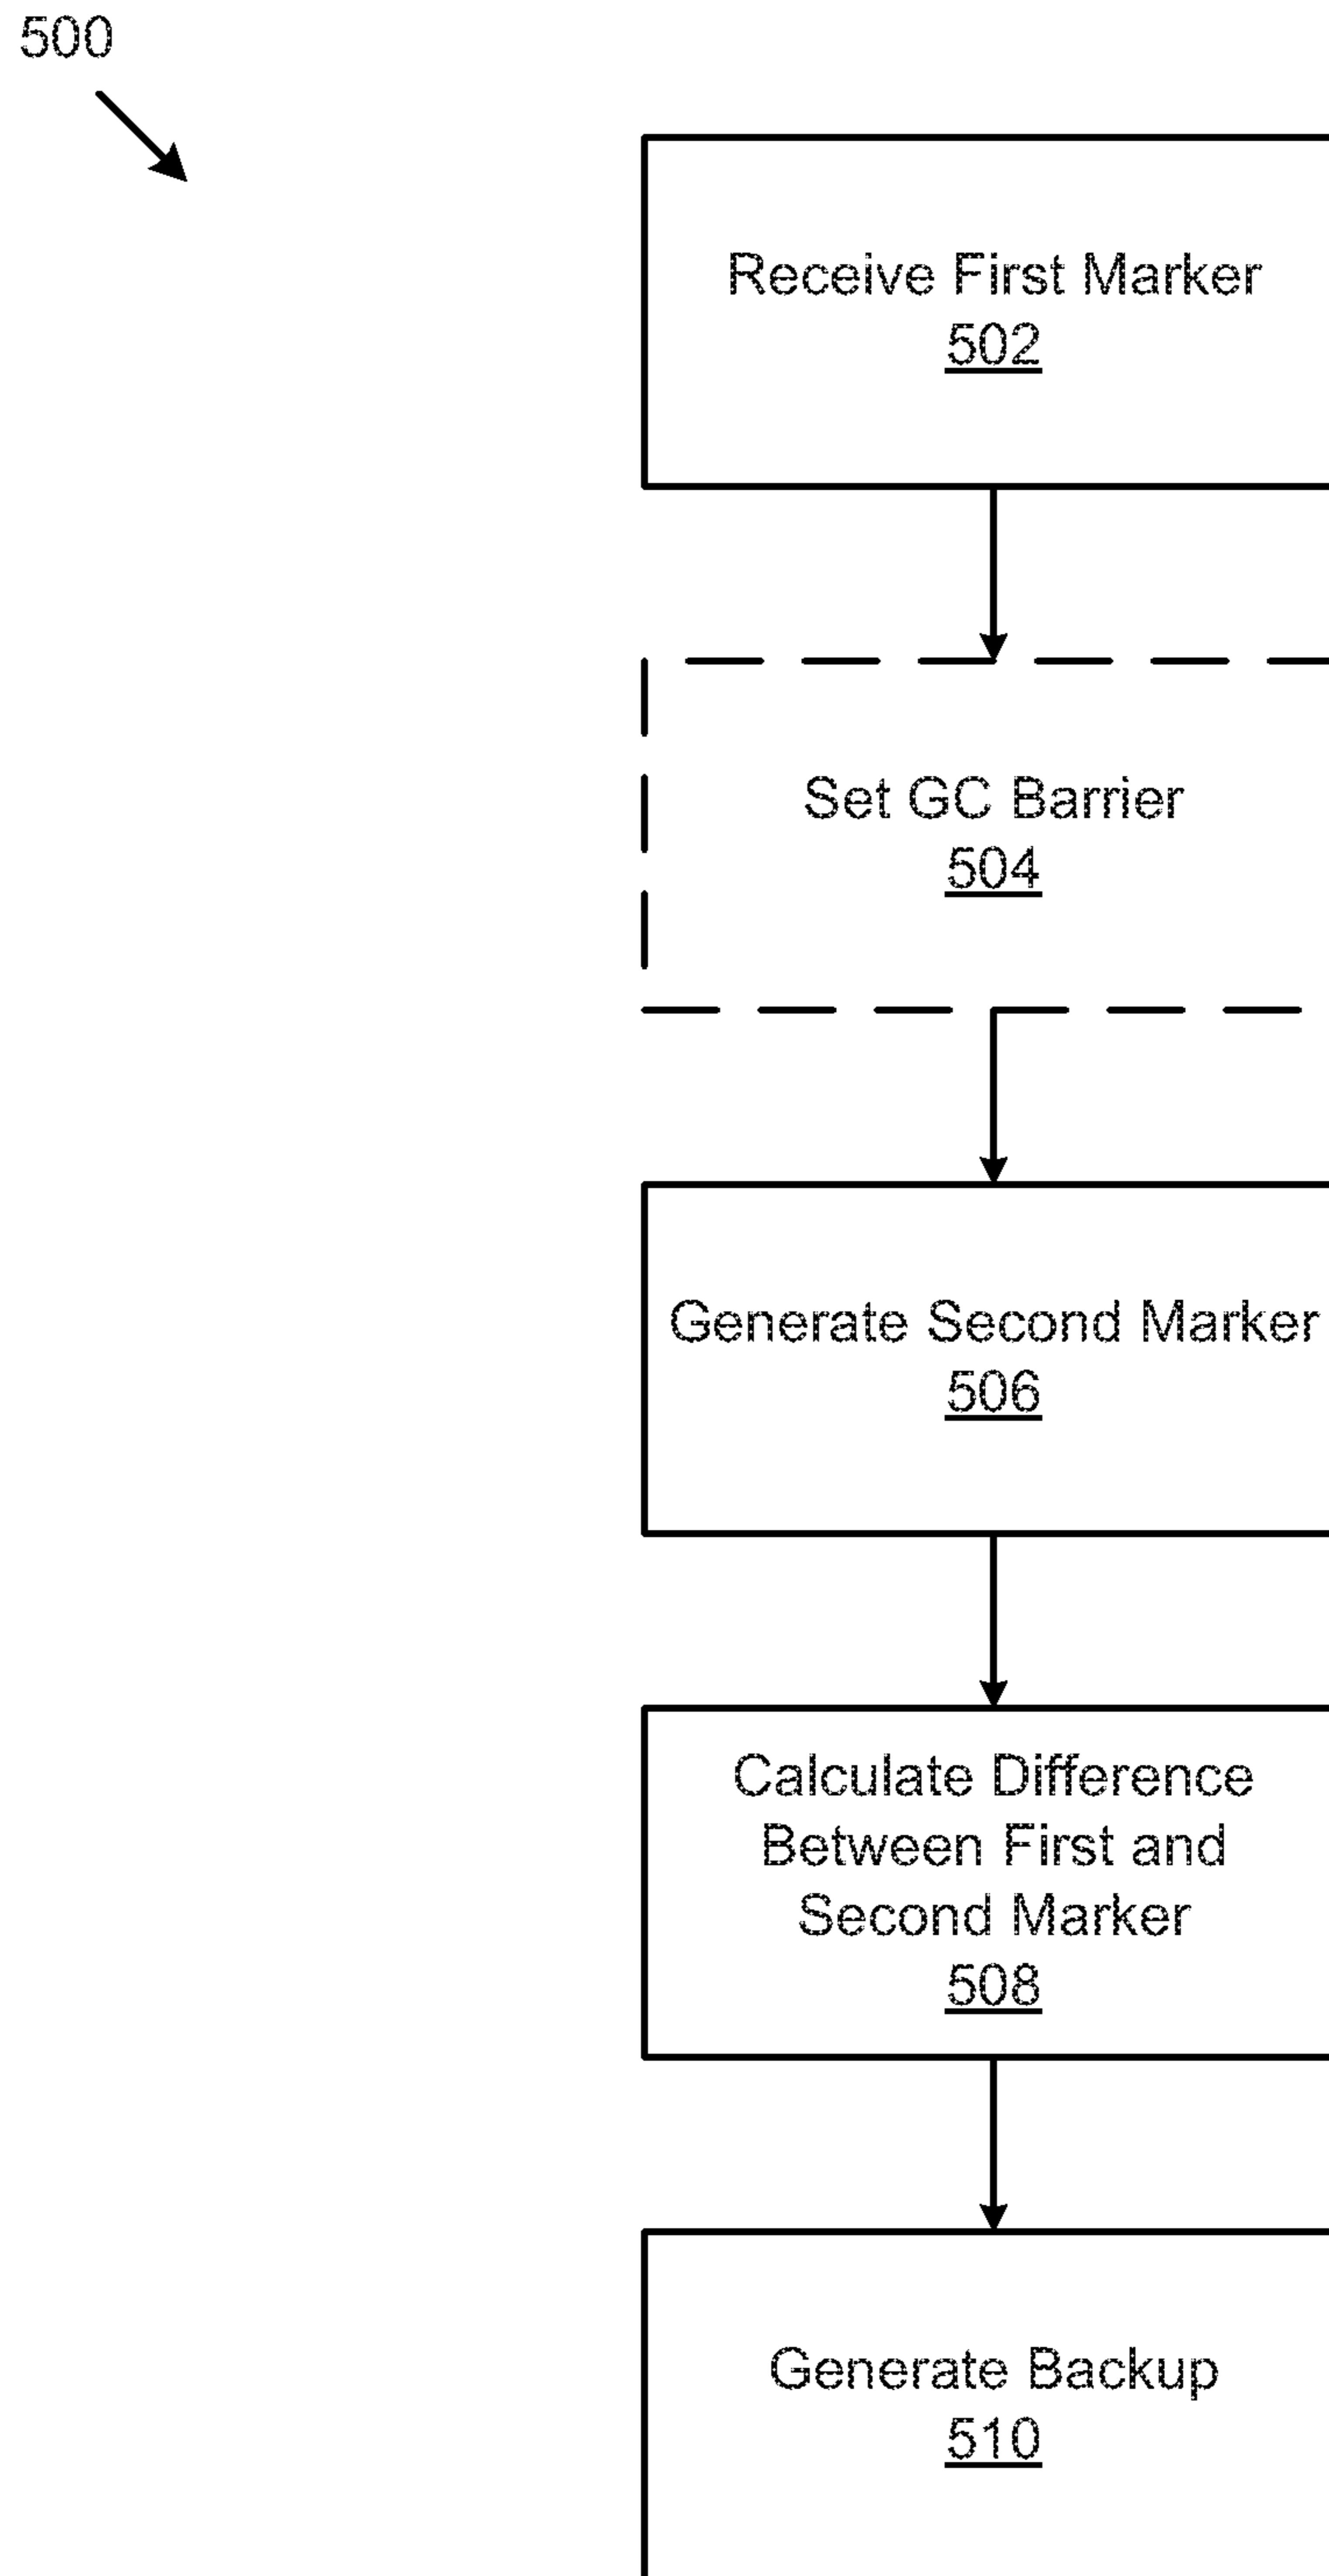 500
Receive First Marker
502
Set GC Barrier
504
Generate Second Marker
506
Calculate Difference
Between First and
Second Marker
508
Generate Backup
510